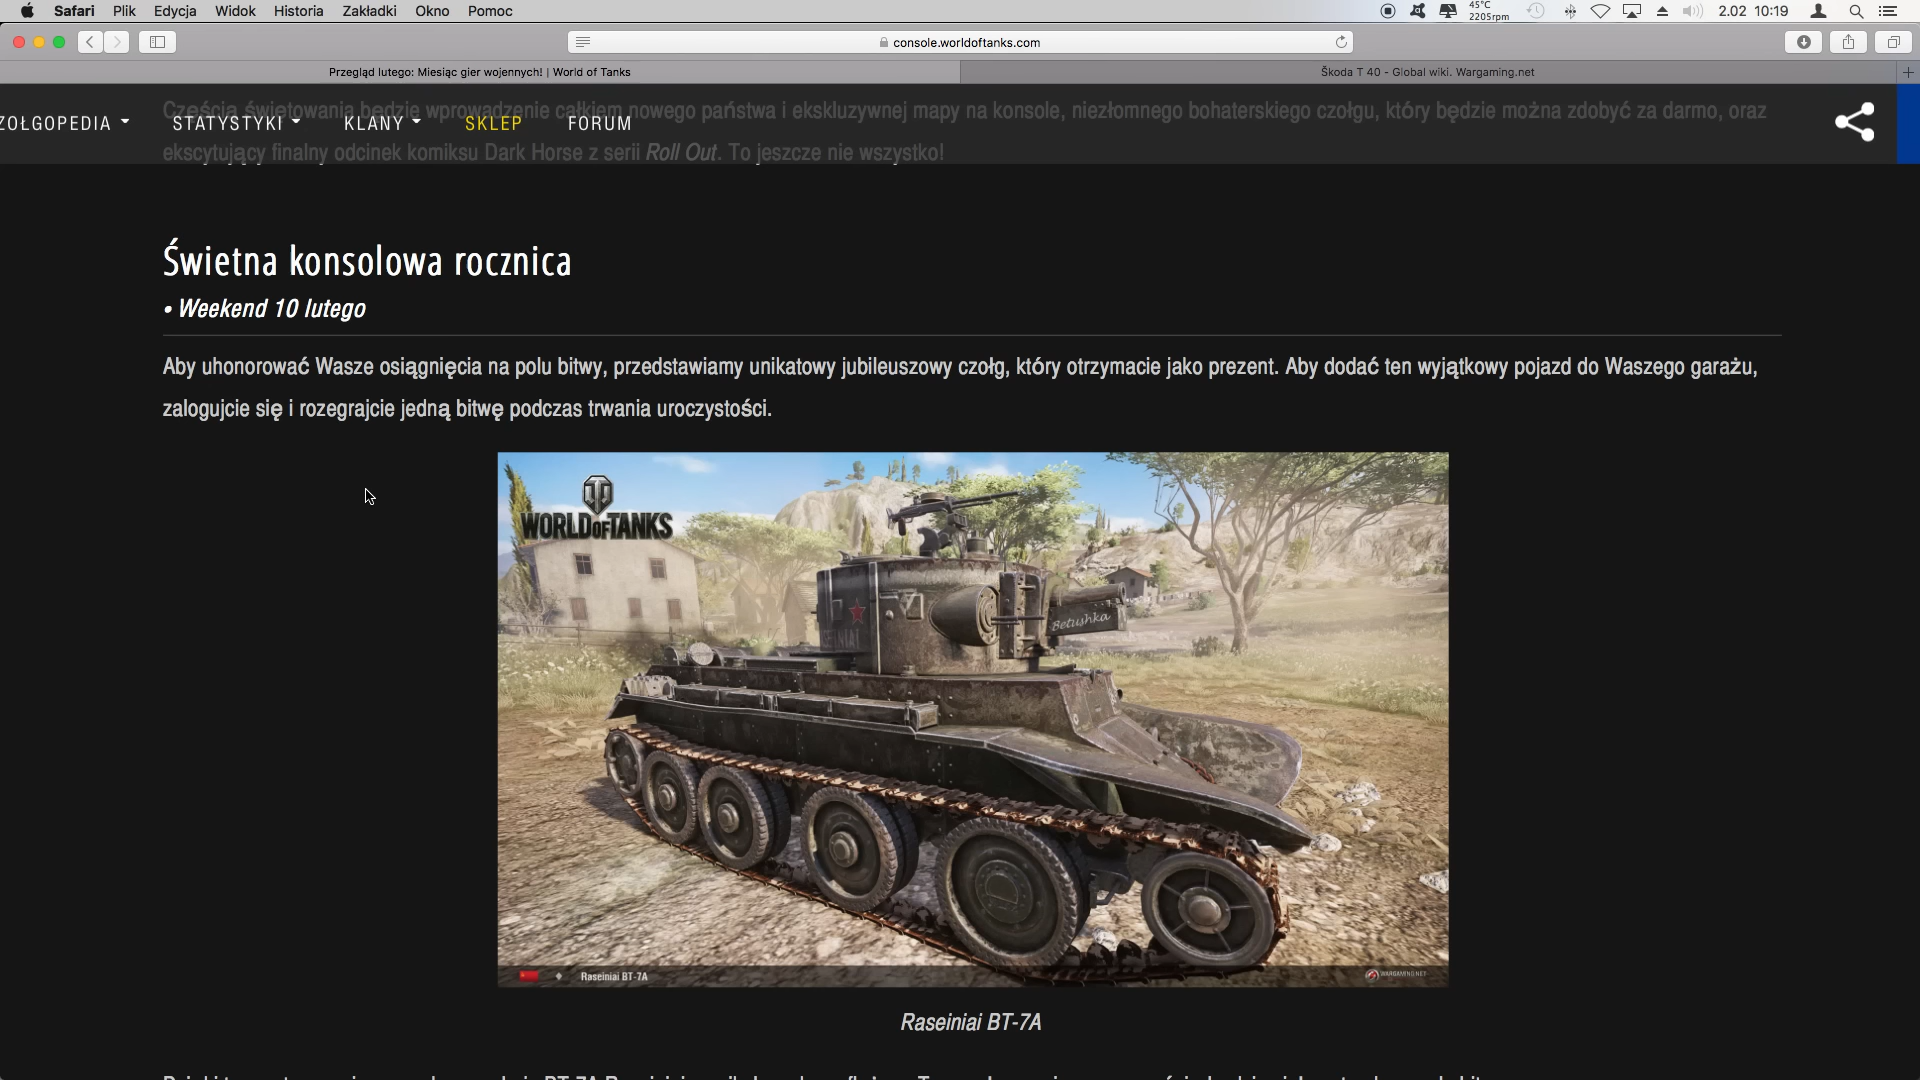 Safari Plik Edycja Widok Historia Zakładki Okno Pomoc
45°C
2205rpm
2.02 10:19
console.worldoftanks.com
Przegląd lutego: Miesiąc gier wojennych! | World of Tanks
Škoda T 40 - Global wiki. Wargaming.net
Częścią świętowania będzie wprowadzenie całkiem nowego państwa i ekskluzywnej mapy na konsole, niezłomnego bohaterskiego czołgu, który będzie można zdobyć za darmo, oraz
ZOŁGOPEDIA STATYSTYKI KLANY SKLEP FORUM
ekscytujący finalny odcinek komiksu Dark Horse z serii Roll Out. To jeszcze nie wszystko!
Świetna konsolowa rocznica
• Weekend 10 lutego
Aby uhonorować Wasze osiągnięcia na polu bitwy, przedstawiamy unikatowy jubileuszowy czołg, który otrzymacie jako prezent. Aby dodać ten wyjątkowy pojazd do Waszego garażu,
zalogujcie się i rozegrajcie jedną bitwę podczas trwania uroczystości.
WORLD OF TANKS
Betushka
Raseiniai BT-7A
WARGAMING.NET
Raseiniai BT-7A